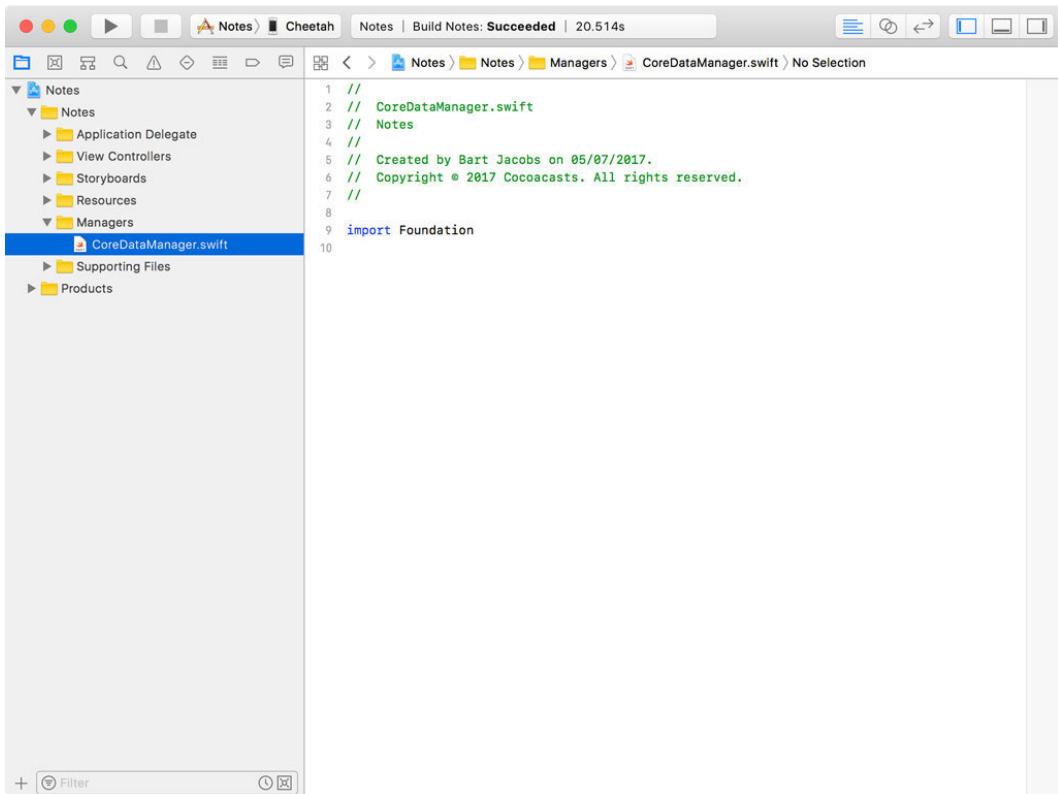 Notes 〉 Cheetah
Notes | Build Notes: Succeeded | 20.514s
Notes 〉 Notes 〉 Managers 〉 CoreDataManager.swift 〉 No Selection
Notes
Notes
Application Delegate
View Controllers
Storyboards
Resources
Managers
CoreDataManager.swift
Supporting Files
Products
Filter
1 //
2 //  CoreDataManager.swift
3 //  Notes
4 //
5 //  Created by Bart Jacobs on 05/07/2017.
6 //  Copyright © 2017 Cocoacasts. All rights reserved.
7 //
8
9 import Foundation
10